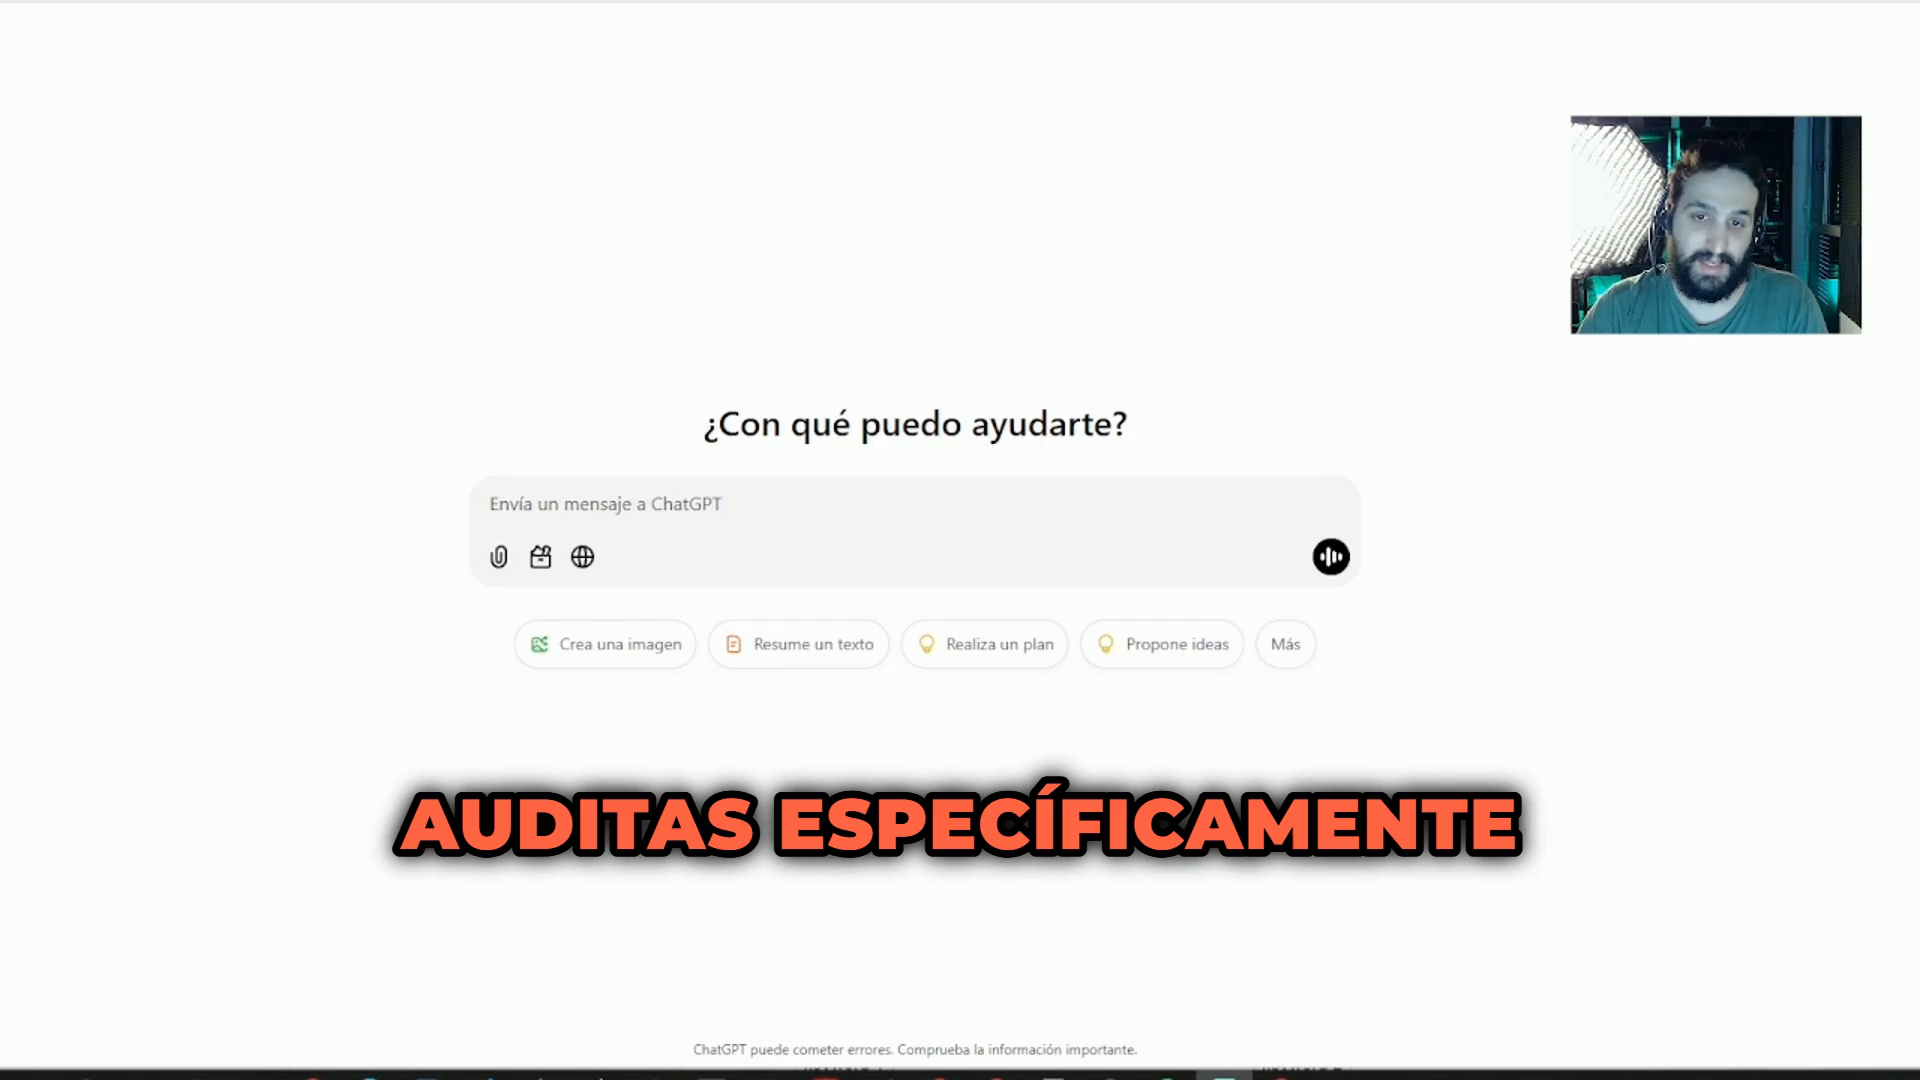 ¿Con qué puedo ayudarte?
Envía un mensaje a ChatGPT
Crea una imagen
Resume un texto
Realiza un plan
Propone ideas
Más
AUDITAS ESPECÍFICAMENTE
ChatGPT puede cometer errores. Comprueba la información importante.